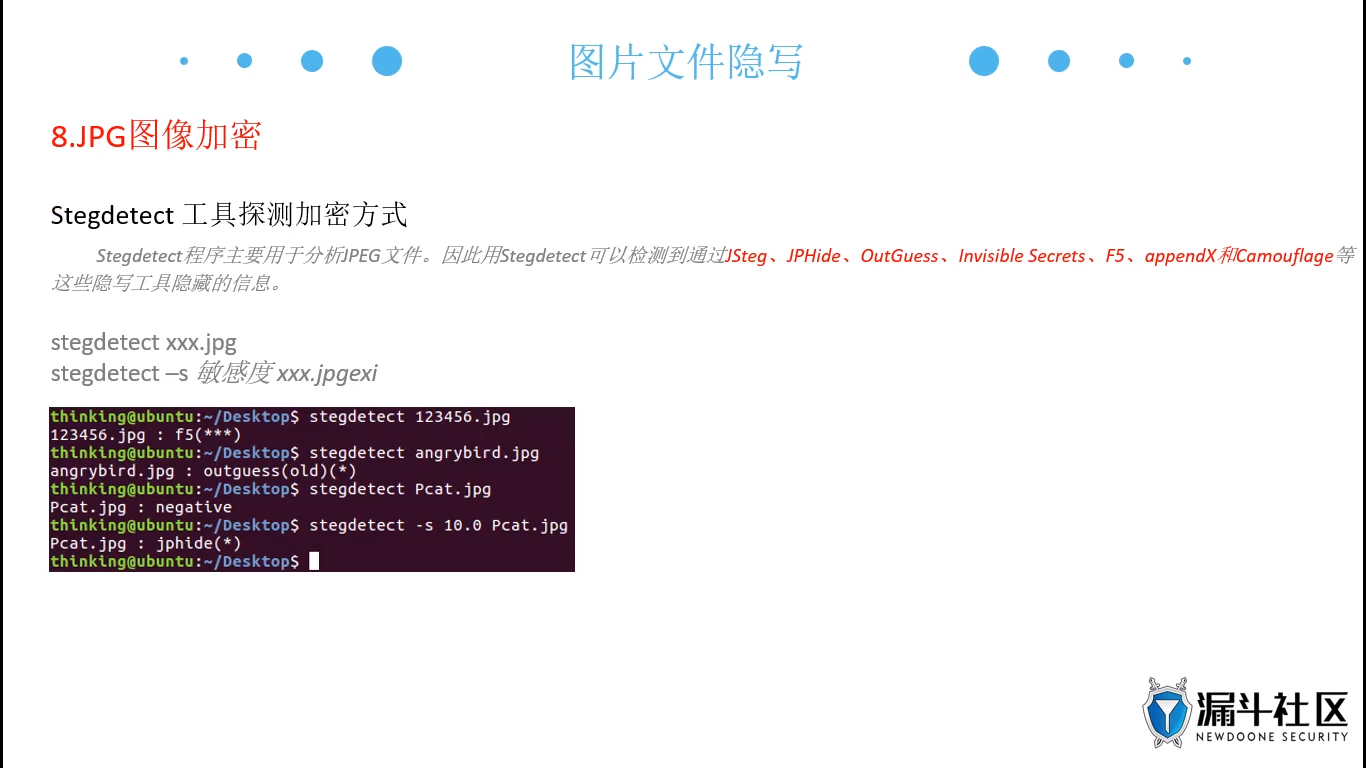 图片文件隐写
8.JPG图像加密
Stegdetect 工具探测加密方式
Stegdetect程序主要用于分析JPEG文件。因此用Stegdetect可以检测到通过JSteg、JPHide、OutGuess、Invisible Secrets、F5、appendX和Camouflage等
这些隐写工具隐藏的信息。
stegdetect xxx.jpg
stegdetect –s 敏感度 xxx.jpgexi
thinking@ubuntu:~/Desktop$ stegdetect 123456.jpg
123456.jpg : f5(***)
thinking@ubuntu:~/Desktop$ stegdetect angrybird.jpg
angrybird.jpg : outguess(old)(*)
thinking@ubuntu:~/Desktop$ stegdetect Pcat.jpg
Pcat.jpg : negative
thinking@ubuntu:~/Desktop$ stegdetect -s 10.0 Pcat.jpg
Pcat.jpg : jphide(*)
thinking@ubuntu:~/Desktop$
漏斗社区
NEWDOONE SECURITY